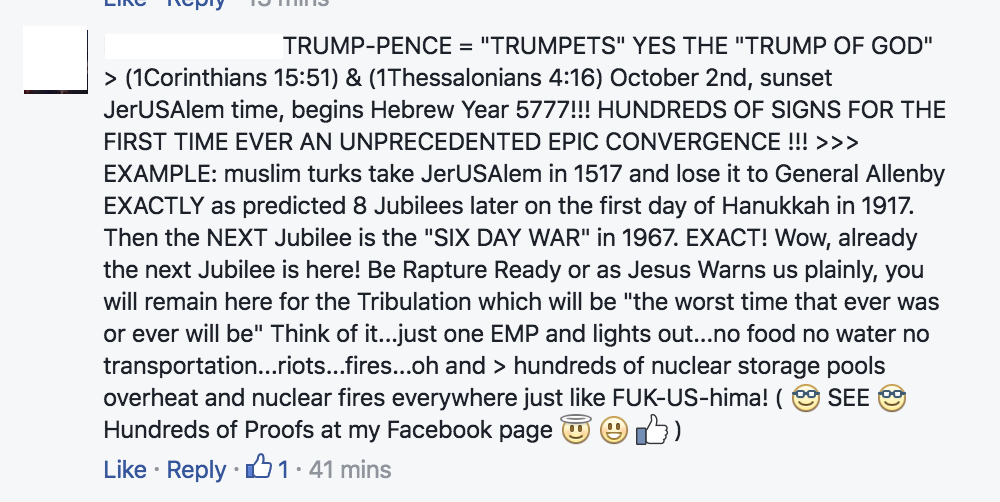 Like · Reply · 13 mins
TRUMP-PENCE = "TRUMPETS" YES THE "TRUMP OF GOD"
> (1Corinthians 15:51) & (1Thessalonians 4:16) October 2nd, sunset
JerUSAlem time, begins Hebrew Year 5777!!! HUNDREDS OF SIGNS FOR THE
FIRST TIME EVER AN UNPRECEDENTED EPIC CONVERGENCE !!! >>>
EXAMPLE: muslim turks take JerUSAlem in 1517 and lose it to General Allenby
EXACTLY as predicted 8 Jubilees later on the first day of Hanukkah in 1917.
Then the NEXT Jubilee is the "SIX DAY WAR" in 1967. EXACT! Wow, already
the next Jubilee is here! Be Rapture Ready or as Jesus Warns us plainly, you
will remain here for the Tribulation which will be "the worst time that ever was
or ever will be" Think of it...just one EMP and lights out...no food no water no
transportation...riots...fires...oh and > hundreds of nuclear storage pools
overheat and nuclear fires everywhere just like FUK-US-hima! ( SEE
Hundreds of Proofs at my Facebook page )
Like · Reply · 1 · 41 mins